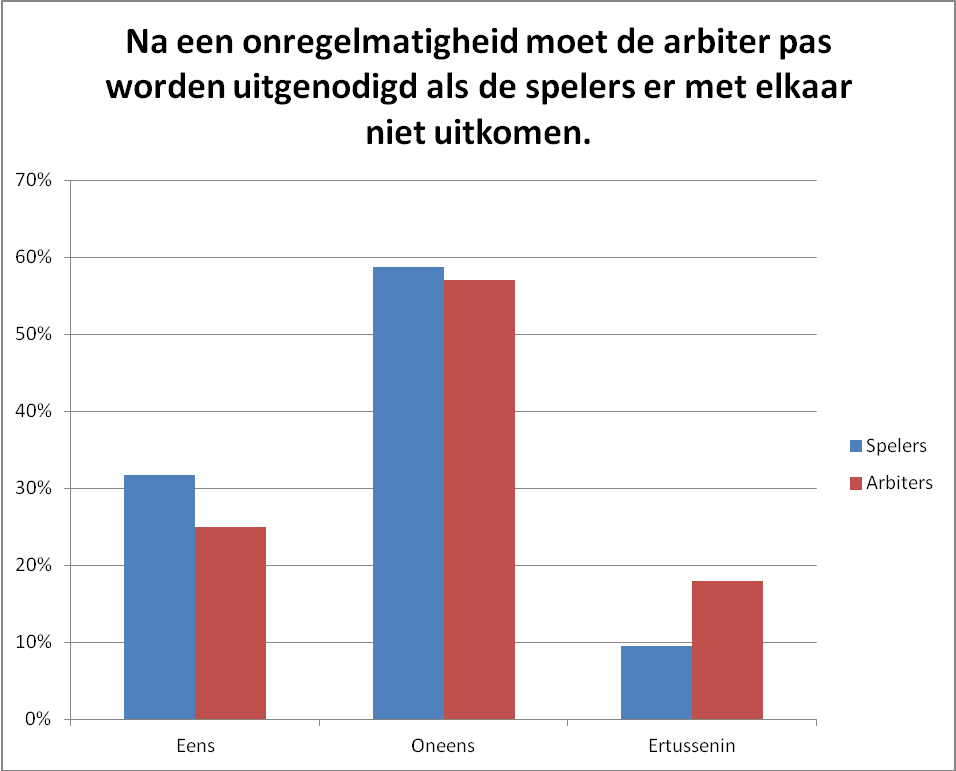 Na een onregelmatigheid moet de arbiter pas
worden uitgenodigd als de spelers er met elkaar
niet uitkomen.
70%
60%
50%
40%
30%
20%
10%
0%
Eens
Oneens
Ertussenin
Spelers
Arbiters